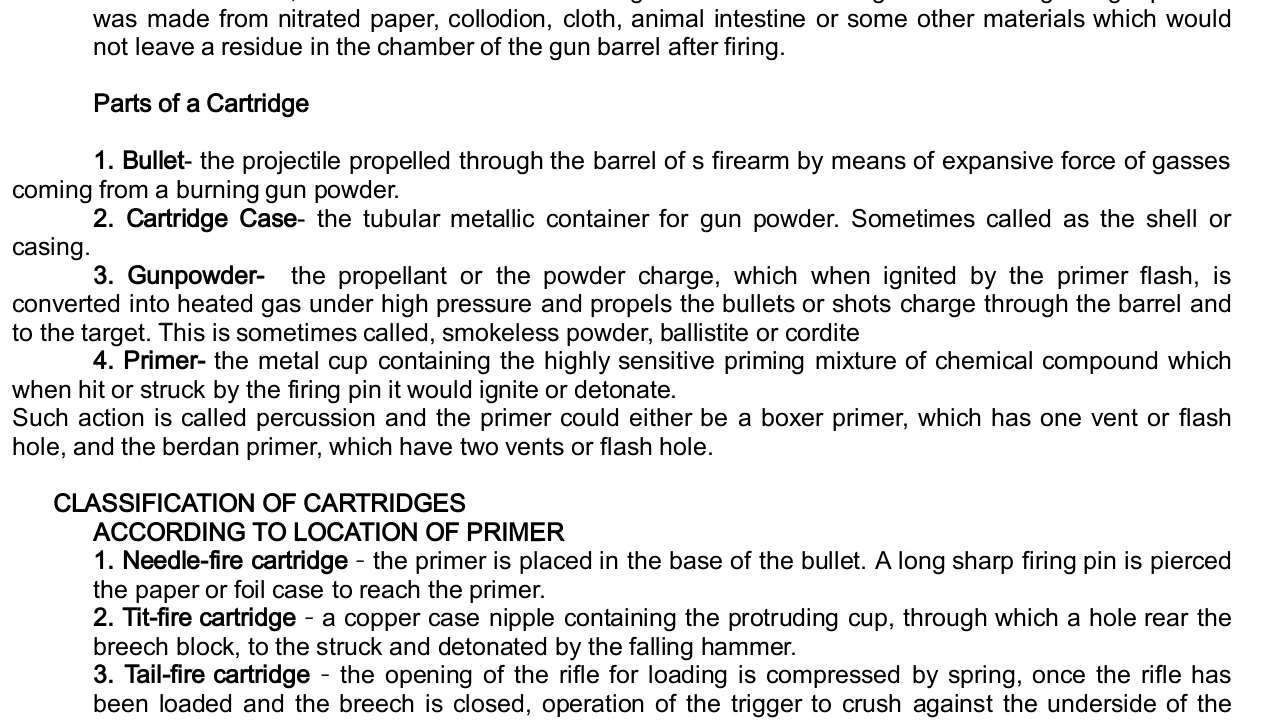 was made from nitrated paper, collodion, cloth, animal intestine or some other materials which would
not leave a residue in the chamber of the gun barrel after firing.
Parts of a Cartridge
1. Bullet- the projectile propelled through the barrel of s firearm by means of expansive force of gasses
coming from a burning gun powder.
2. Cartridge Case- the tubular metallic container for gun powder. Sometimes called as the shell or
casing.
3. Gunpowder- the propellant or the powder charge, which when ignited by the primer flash, is
converted into heated gas under high pressure and propels the bullets or shots charge through the barrel and
to the target. This is sometimes called, smokeless powder, ballistite or cordite
4. Primer- the metal cup containing the highly sensitive priming mixture of chemical compound which
when hit or struck by the firing pin it would ignite or detonate.
Such action is called percussion and the primer could either be a boxer primer, which has one vent or flash
hole, and the berdan primer, which have two vents or flash hole.
CLASSIFICATION OF CARTRIDGES
ACCORDING TO LOCATION OF PRIMER
1. Needle-fire cartridge - the primer is placed in the base of the bullet. A long sharp firing pin is pierced
the paper or foil case to reach the primer.
2. Tit-fire cartridge - a copper case nipple containing the protruding cup, through which a hole rear the
breech block, to the struck and detonated by the falling hammer.
3. Tail-fire cartridge - the opening of the rifle for loading is compressed by spring, once the rifle has
been loaded and the breech is closed, operation of the trigger to crush against the underside of the